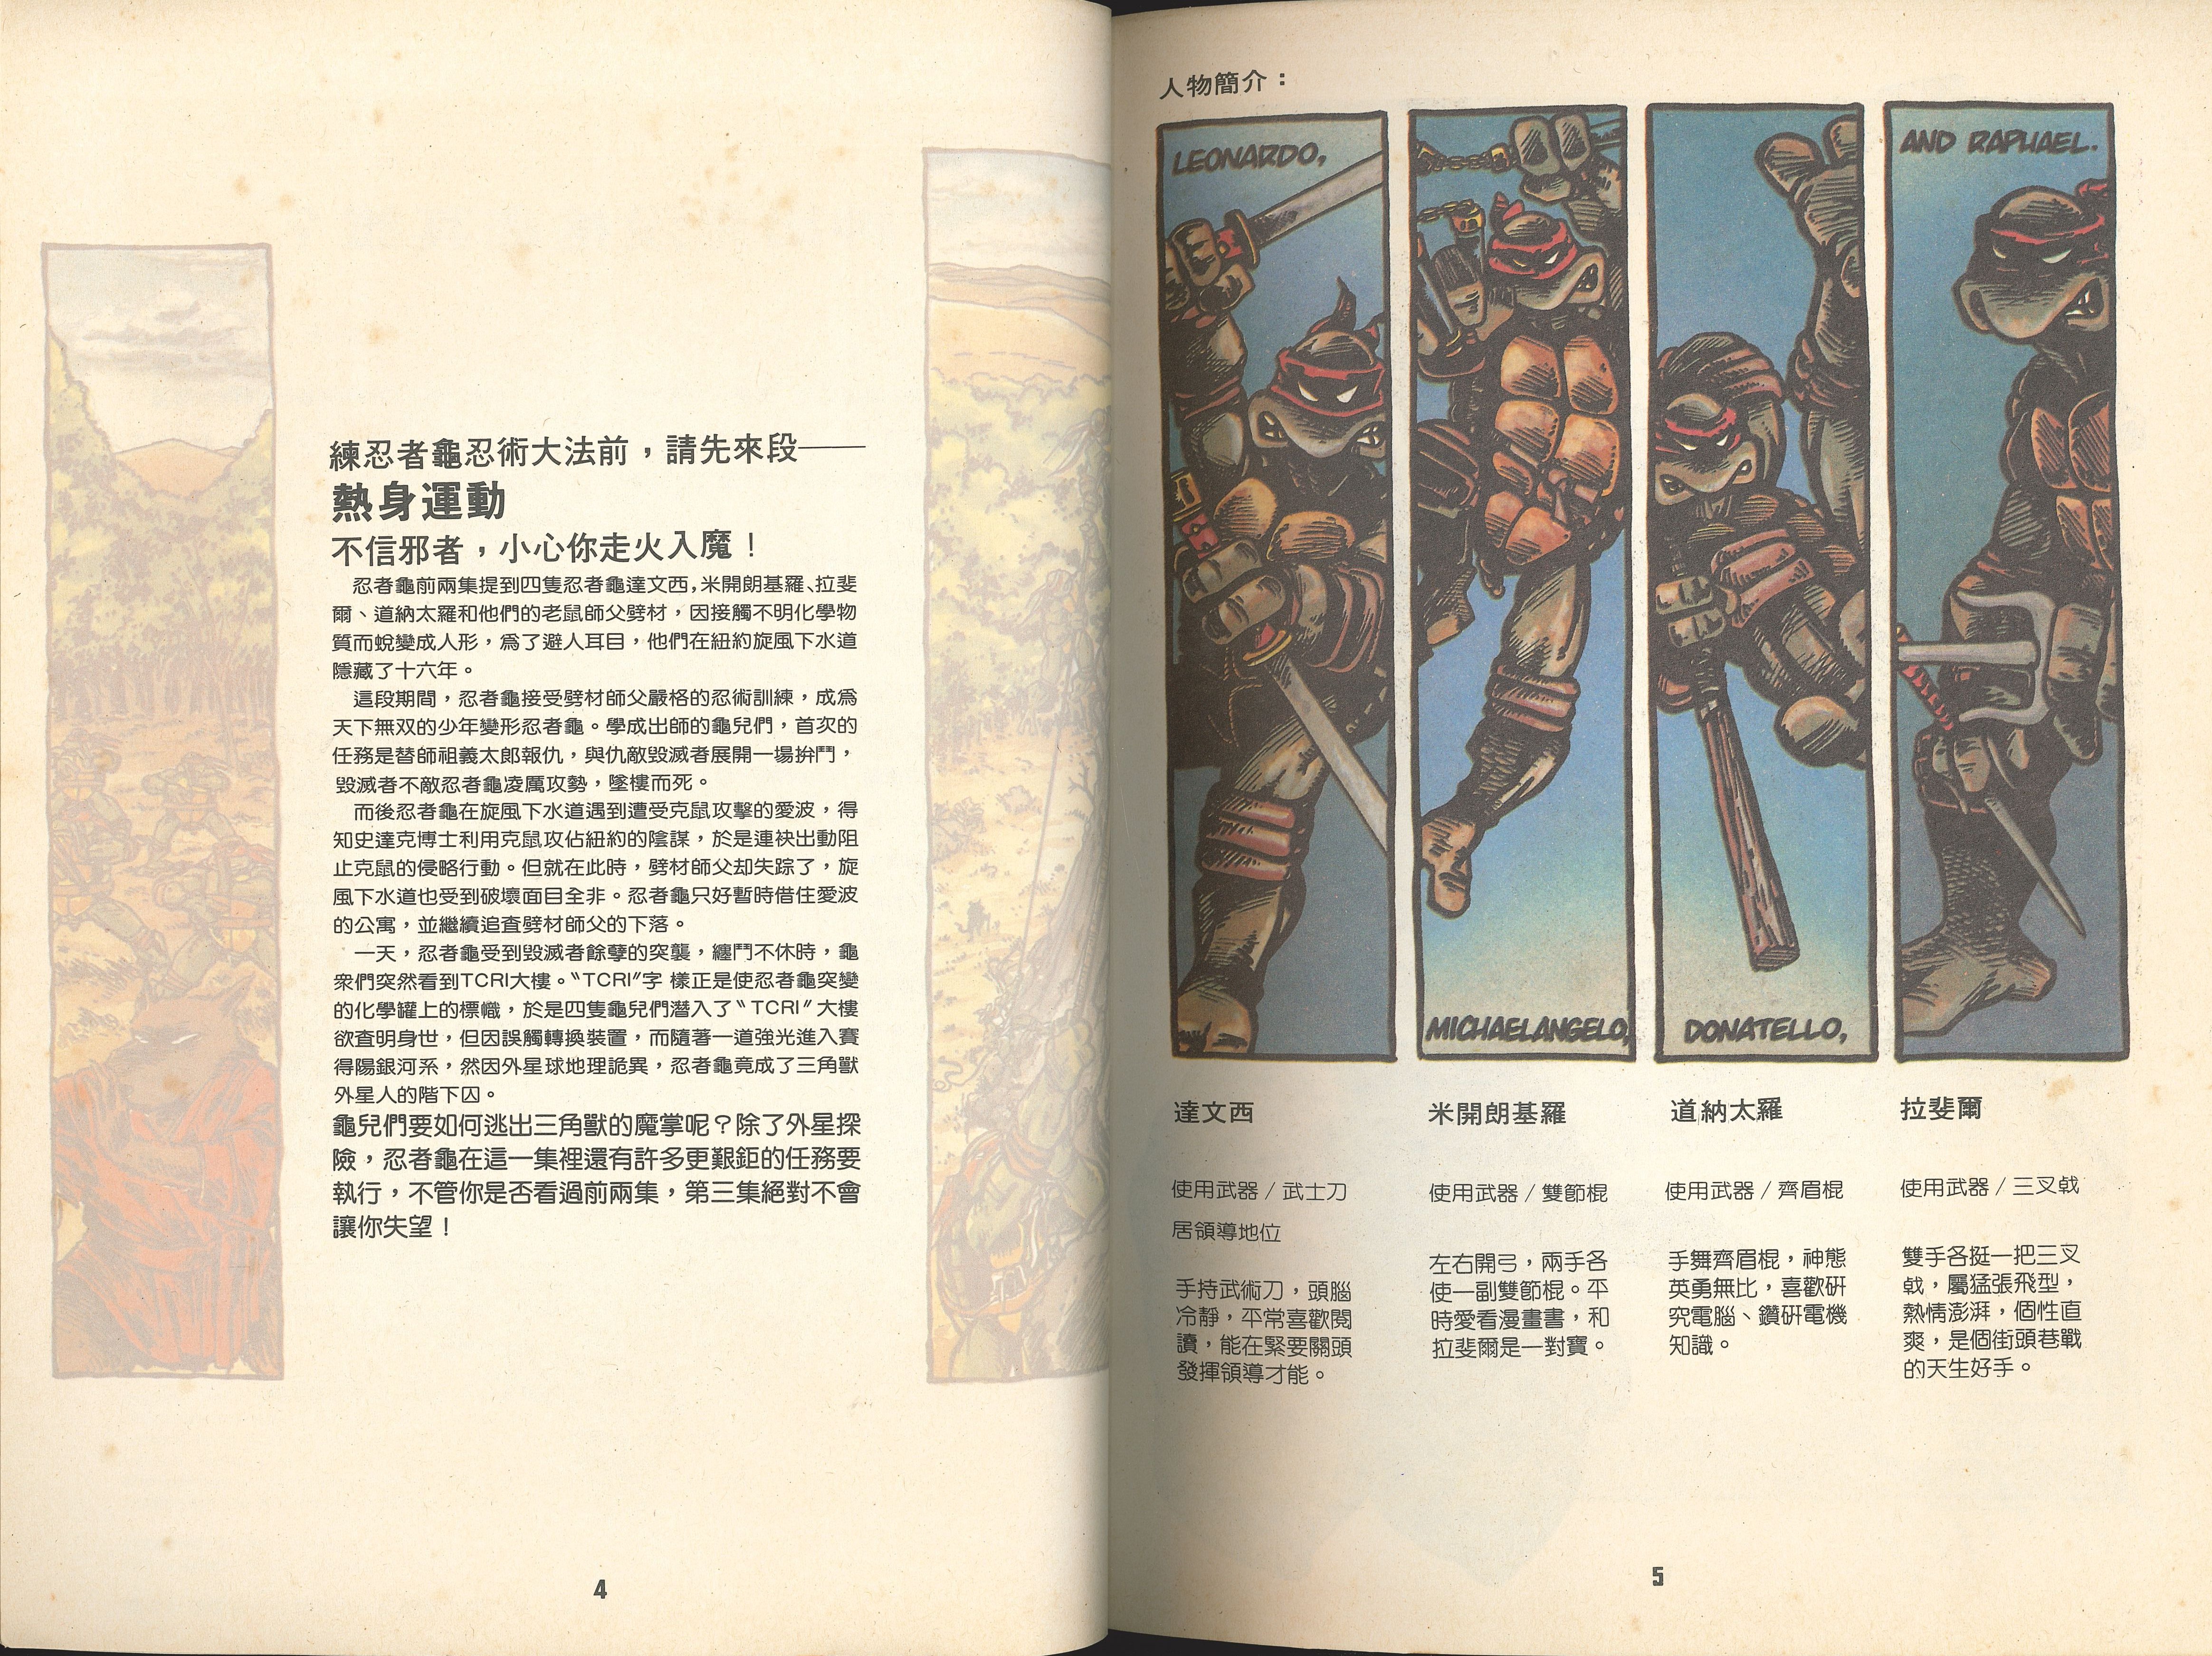 練忍者龜忍術大法前，請先來段——
熱身運動
不信邪者，小心你走火入魔！
忍者龜前兩集提到四隻忍者龜達文西，米開朗基羅、拉斐
爾、道納太羅和他們的老鼠師父劈材，因接觸不明化學物
質而蛻變成人形，為了避人耳目，他們在紐約旋風下水道
隱藏了十六年。
這段期間，忍者龜接受劈材師父嚴格的忍術訓練，成為
天下無双的少年變形忍者龜。學成出師的龜兒們，首次的
任務是替師祖義太郎報仇，與仇敵毀滅者展開一場拚鬥，
毀滅者不敵忍者龜凌厲攻勢，墜樓而死。
而後忍者龜在旋風下水道遇到遭受克鼠攻擊的愛波，得
知史達克博士利用克鼠攻佔紐約的陰謀，於是連袂出動阻
止克鼠的侵略行動。但就在此時，劈材師父却失踪了，旋
風下水道也受到破壞面目全非。忍者龜只好暫時借住愛波
的公寓，並繼續追查劈材師父的下落。
一天，忍者龜受到毀滅者餘孽的突襲，纏鬥不休時，龜
衆們突然看到TCRI大樓。〝TCRI〞字 樣正是使忍者龜突變
的化學罐上的標幟，於是四隻龜兒們潛入了〝TCRI〞大樓
欲查明身世，但因誤觸轉換裝置，而隨著一道強光進入賽
得陽銀河系，然因外星球地理詭異，忍者龜竟成了三角獸
外星人的階下囚。
龜兒們要如何逃出三角獸的魔掌呢？除了外星探
險，忍者龜在這一集裡還有許多更艱鉅的任務要
執行，不管你是否看過前兩集，第三集絕對不會
讓你失望！
4
人物簡介：
LEONARDO,
MICHAELANGELO,
DONATELLO,
AND RAPHAEL.
達文西
使用武器／武士刀
居領導地位
手持武術刀，頭腦
冷靜，平常喜歡閱
讀，能在緊要關頭
發揮領導才能。
米開朗基羅
使用武器／雙節棍
左右開弓，兩手各
使一副雙節棍。平
時愛看漫畫書，和
拉斐爾是一對寶。
道納太羅
使用武器／齊眉棍
手舞齊眉棍，神態
英勇無比，喜歡研
究電腦、鑽研電機
知識。
拉斐爾
使用武器／三叉戟
雙手各挺一把三叉
戟，屬猛張飛型，
熱情澎湃，個性直
爽，是個街頭巷戰
的天生好手。
5